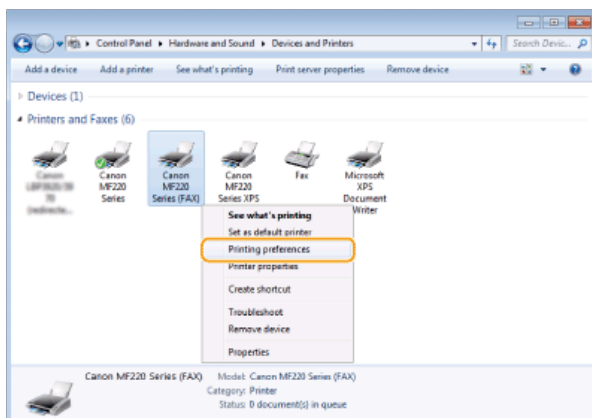 Control Panel ▸ Hardware and Sound ▸ Devices and Printers
Search Devic...
Add a device Add a printer See what's printing Print server properties Remove device
Devices (1)
Printers and Faxes (6)
Canon
MF220
Series
Canon
MF220
Series (FAX)
Canon
MF220
Series XPS
Fax
Microsoft
XPS
Document
Writer
See what's printing
Set as default printer
Printing preferences
Printer properties
Create shortcut
Troubleshoot
Remove device
Properties
Canon MF220 Series (FAX) Model: Canon MF220 Series (FAX)
Category: Printer
Status: 0 document(s) in queue